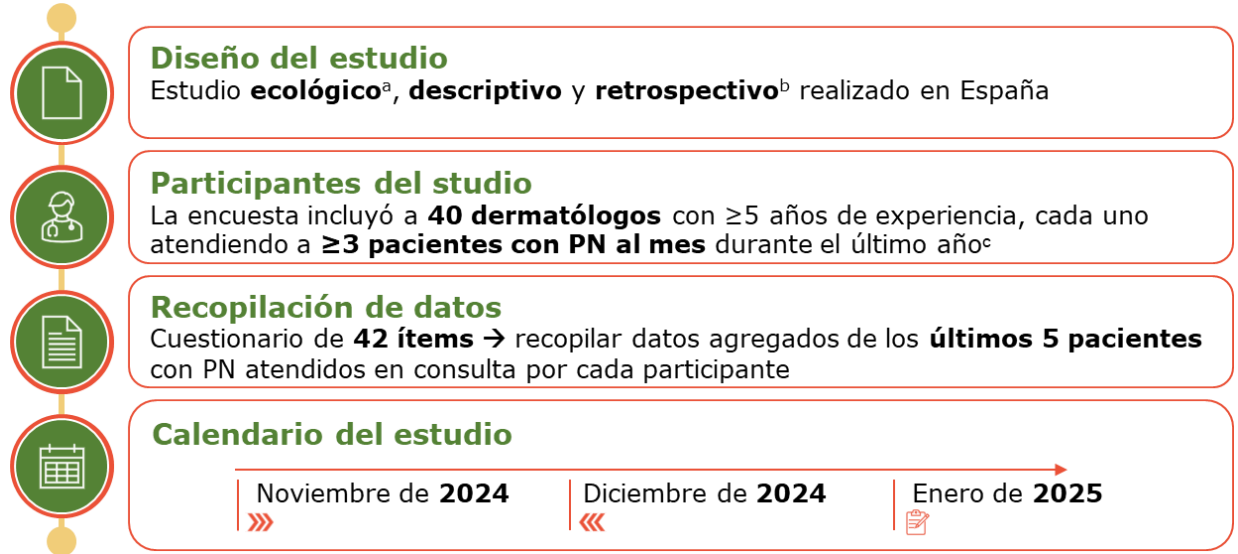 Diseño del estudio
Estudio ecológicoᵃ, descriptivo y retrospectivoᵇ realizado en España
Participantes del studio
La encuesta incluyó a 40 dermatólogos con ≥5 años de experiencia, cada uno
atendiendo a ≥3 pacientes con PN al mes durante el último añoᶜ
Recopilación de datos
Cuestionario de 42 ítems → recopilar datos agregados de los últimos 5 pacientes
con PN atendidos en consulta por cada participante
Calendario del estudio
Noviembre de 2024
Diciembre de 2024
Enero de 2025